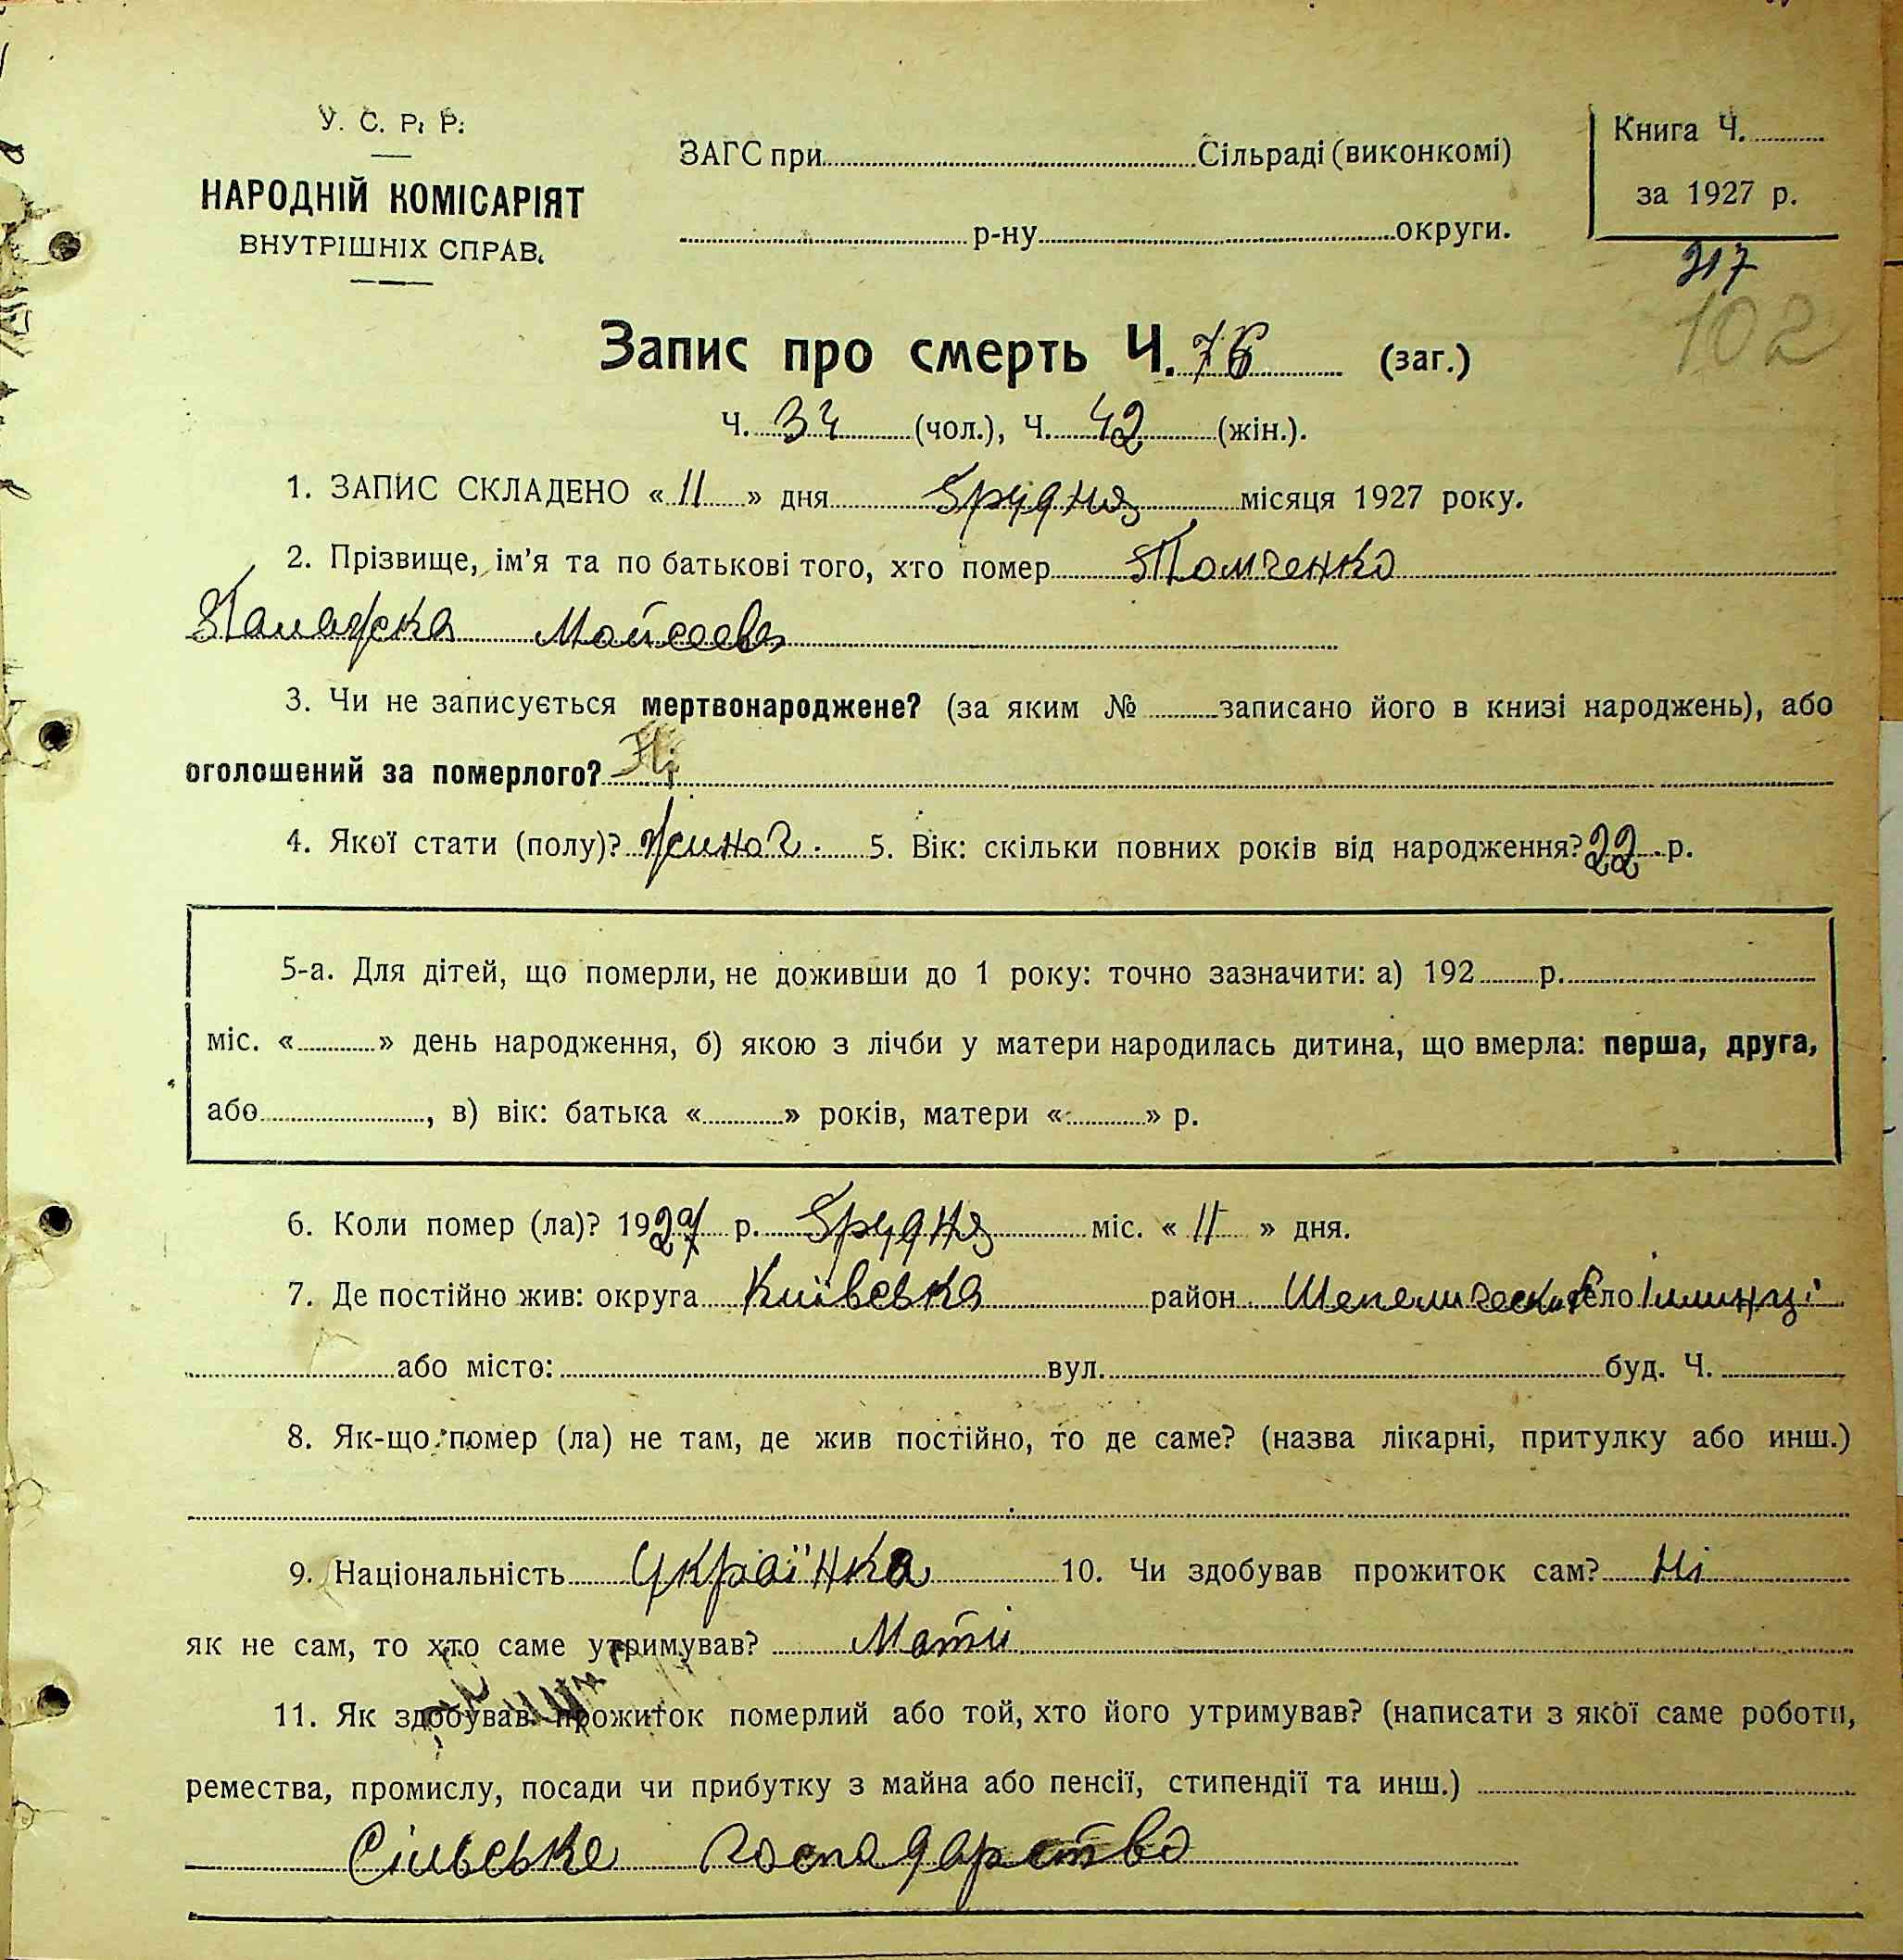 У. С. Р. Р.
НАРОДНІЙ КОМІСАРІЯТ
ВНУТРІШНІХ СПРАВ.
ЗАГС при Сільраді (виконкомі)
р-ну округи.
Книга Ч.
за 1927 р.
217
102
Запис про смерть Ч. 76 (заг.)
Ч. 34 (чол.), Ч. 42 (жін.).
1. ЗАПИС СКЛАДЕНО « 11 » дня Грудня місяця 1927 року.
2. Прізвище, ім'я та по батькові того, хто помер
Мойсеева
3. Чи не записується мертвонароджене? (за яким № записано його в книзі народжень), або
оголошений за померлого? Ні
4. Якої стати (полу)? жиноч. 5. Вік: скільки повних років від народження? 22 р.
5-а. Для дітей, що померли, не доживши до 1 року: точно зазначити: а) 192 р.
міс. « » день народження, б) якою з лічби у матери народилась дитина, що вмерла: перша, друга,
або , в) вік: батька « » років, матери « » р.
6. Коли помер (ла)? 1927 р. Грудня міс. « 11 » дня.
7. Де постійно жив: округа Київська район село Іллинці
або місто: вул. буд. Ч.
8. Як-що помер (ла) не там, де жив постійно, то де саме? (назва лікарні, притулку або инш.)
9. Національність Українка 10. Чи здобував прожиток сам? Ні
як не сам, то хто саме утримував? Мати
11. Як здобував прожиток померлий або той, хто його утримував? (написати з якої саме роботи,
ремества, промислу, посади чи прибутку з майна або пенсії, стипендії та инш.)
Сільське господарство